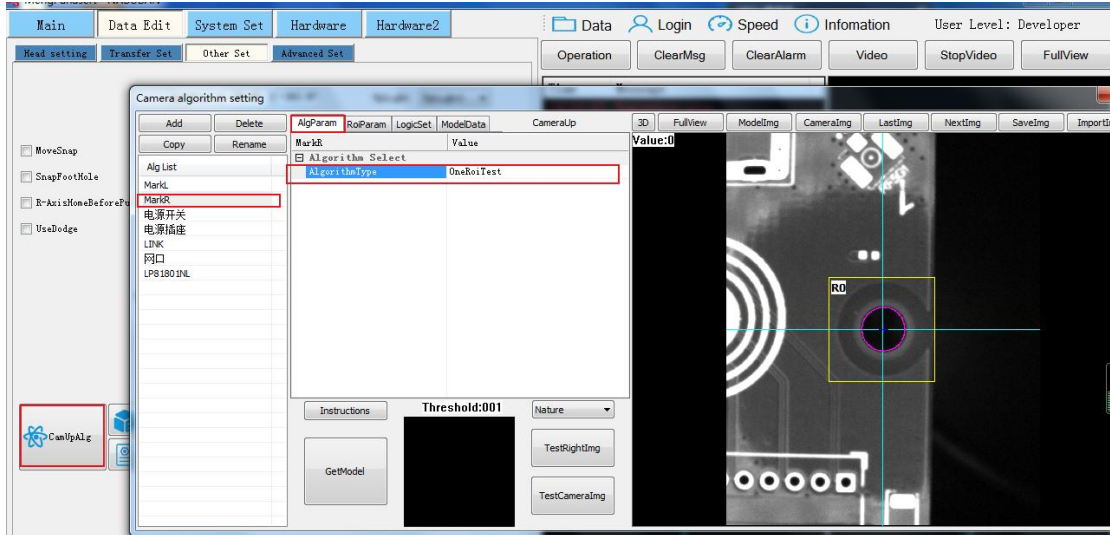 Main Data Edit System Set Hardware Hardware2 Data Login Speed Infomation User Level: Developer
Head setting Transfer Set Other Set Advanced Set
Operation ClearMsg ClearAlarm Video StopVideo FullView
Camera algorithm setting
Add Delete AlgParam RoiParam LogicSet ModelData CameraUp 3D FullView ModelImg CameraImg LastImg NextImg SaveImg
Copy Rename MarkR Value Value:0
MoveSnap
Alg List
Algorithm Select
AlgorithmType OneRoiTest
SnapFootHole
MarkL
MarkR
UseDodge
电源开关
电源插座
LINK
网口
LP81801NL
R0
Instructions Threshold:001 Nature
CamUpAlg
GetModel
TestRightImg
TestCameraImg